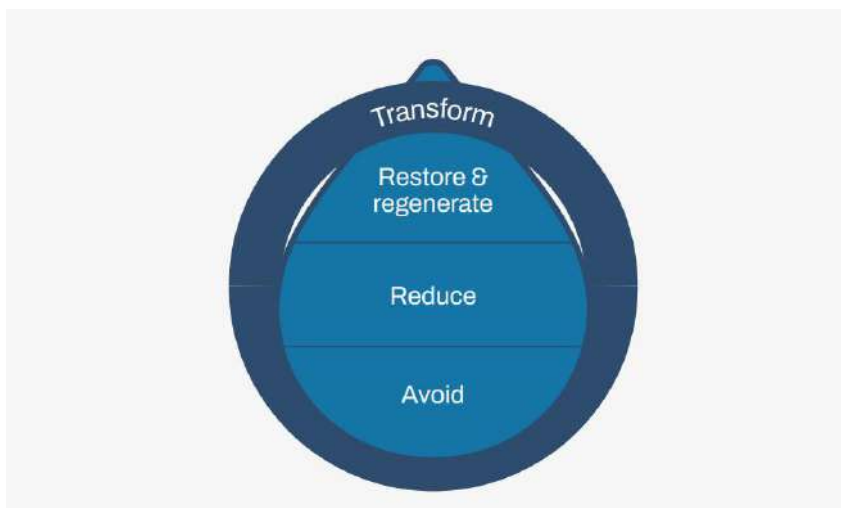 Transform
Restore &
regenerate
Reduce
Avoid